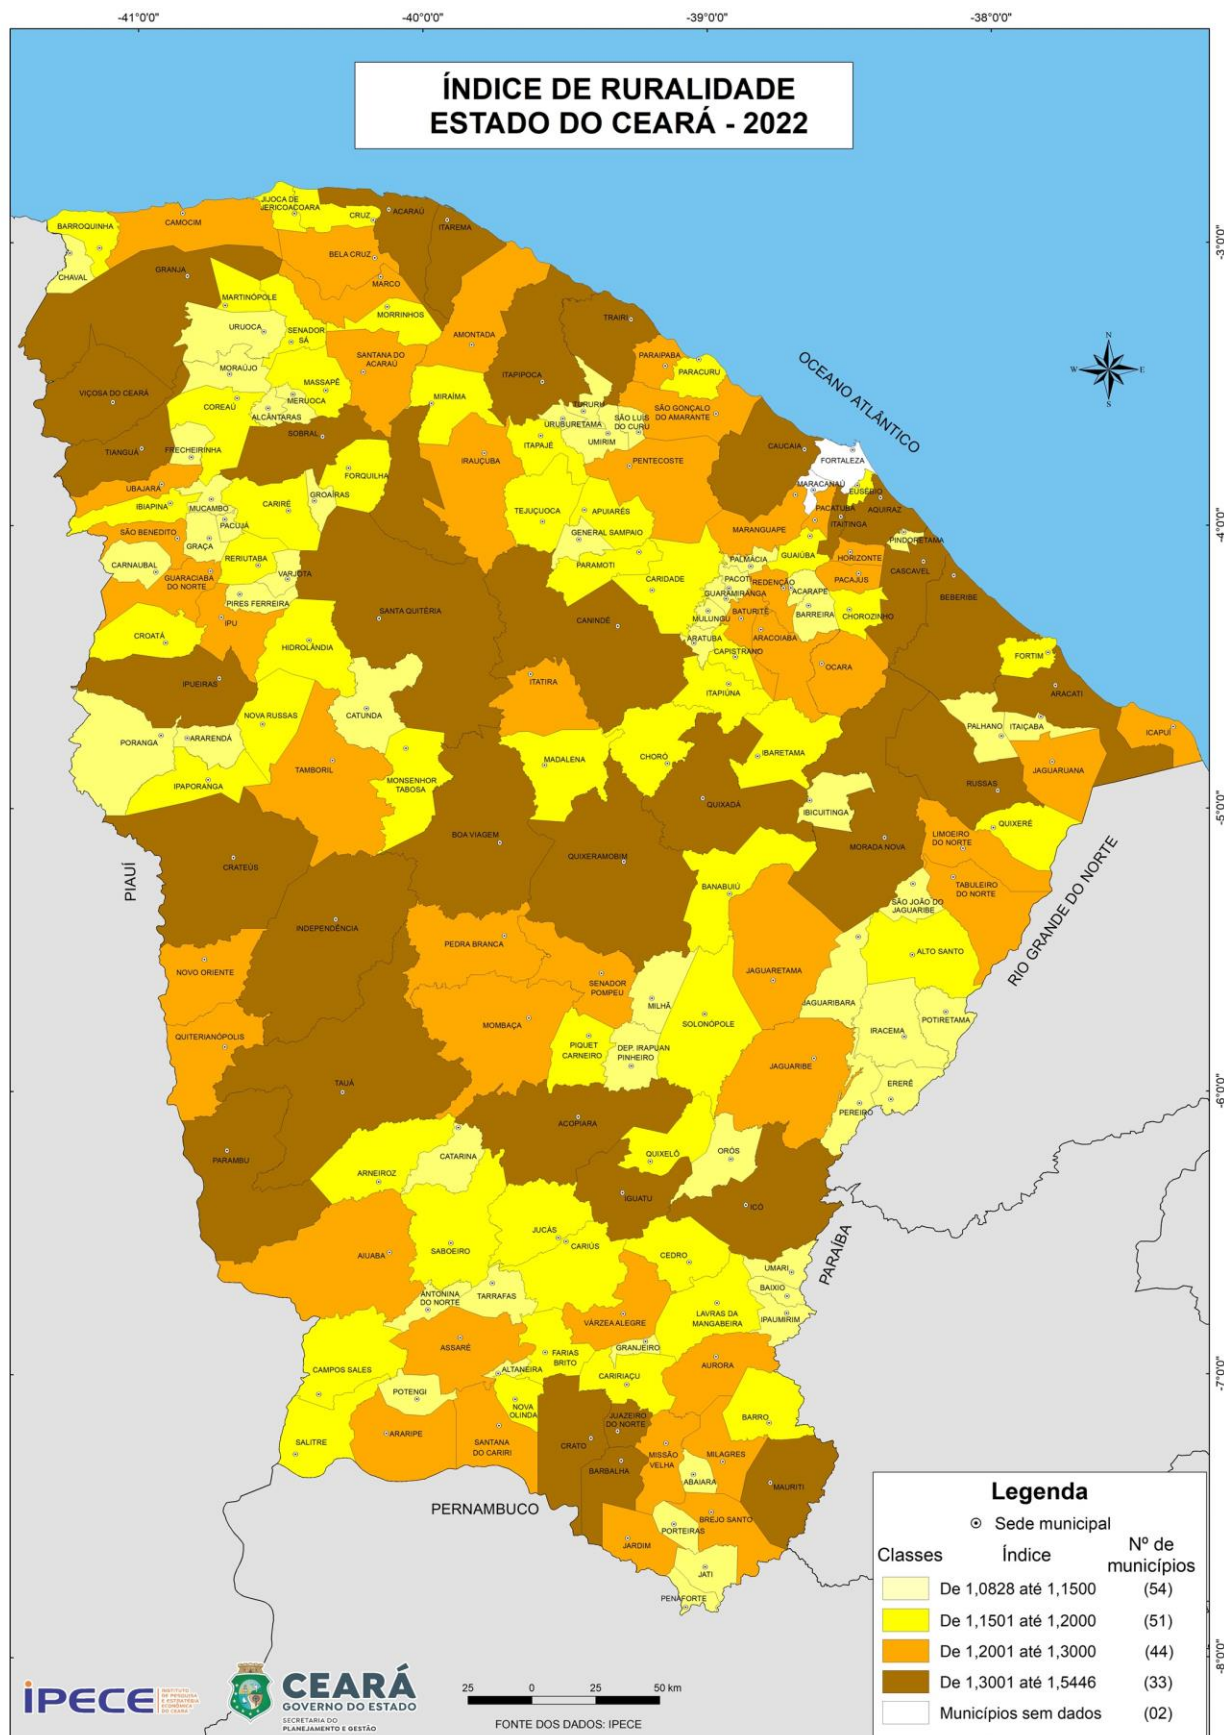 -41°0'0"
-40°0'0"
-39°0'0"
-38°0'0"
ÍNDICE DE RURALIDADE
ESTADO DO CEARÁ - 2022
JIJOCA DE
JERICOACOARA
CRUZ
ACARAÚ
ITAREMA
CAMOCIM
BARROQUINHA
CHAVAL
BELA CRUZ
MARCO
GRANJA
MARTINÓPOLE
MORRINHOS
URUOCA
SENADOR
SÁ
AMONTADA
TRAIRI
PARAIPABA
PARACURU
OCEANO ATLÂNTICO
N
W
E
S
-3°0'0"
MORAÚJO
SANTANA DO
ACARAÚ
ITAPIPOCA
VIÇOSA DO CEARÁ
COREAÚ
MASSAPÊ
MERUOCA
ALCÂNTARAS
MIRAÍMA
TURURU
URUBURETAMA
SÃO LUIS
DO CURU
UMIRIM
SÃO GONÇALO
DO AMARANTE
TIANGUÁ
FRECHEIRINHA
SOBRAL
ITAPAJÉ
IRAUÇUBA
PENTECOSTE
CAUCAIA
FORTALEZA
MARACANAÚ
EUSÉBIO
FORQUILHA
UBAJARA
IBIAPINA
MUCAMBO
CARIRÉ
GROAÍRAS
PACUJÁ
TEJUÇUOCA
APUIARÉS
PACATUBA
AQUIRAZ
ITAITINGA
-4°0'0"
SÃO BENEDITO
GRAÇA
GENERAL SAMPAIO
MARANGUAPE
PINDORETAMA
CARNAUBAL
RERIUTABA
VARJOTA
PARAMOTI
PALMÁCIA
GUAIÚBA
HORIZONTE
CASCAVEL
GUARACIABA
DO NORTE
PIRES FERREIRA
CARIDADE
PACOTI
REDENÇÃO
PACAJUS
GUARAMIRANGA
ACARAPE
BEBERIBE
IPU
SANTA QUITÉRIA
CANINDÉ
MULUNGU
BATURITÉ
BARREIRA
CHOROZINHO
CROATÁ
HIDROLÂNDIA
ARATUBA
ARACOIABA
CAPISTRANO
FORTIM
IPUEIRAS
ITATIRA
ITAPIÚNA
OCARA
ARACATI
PORANGA
ARARENDÁ
NOVA RUSSAS
CATUNDA
PALHANO
ITAIÇABA
ICAPUÍ
TAMBORIL
MONSENHOR
TABOSA
MADALENA
CHORÓ
IBARETAMA
JAGUARUANA
IPAPORANGA
RUSSAS
QUIXADÁ
IBICUITINGA
-5°0'0"
QUIXERÉ
BOA VIAGEM
QUIXERAMOBIM
MORADA NOVA
LIMOEIRO
DO NORTE
PIAUÍ
CRATEÚS
BANABUIÚ
TABULEIRO
DO NORTE
SÃO JOÃO DO
JAGUARIBE
RIO GRANDE DO NORTE
INDEPENDÊNCIA
PEDRA BRANCA
ALTO SANTO
NOVO ORIENTE
SENADOR
POMPEU
JAGUARETAMA
MILHÃ
JAGUARIBARA
SOLONÓPOLE
POTIRETAMA
QUITERIANÓPOLIS
MOMBAÇA
IRACEMA
PIQUET
CARNEIRO
DEP. IRAPUAN
PINHEIRO
JAGUARIBE
TAUÁ
ERERÊ
PEREIRO
-6°0'0"
ACOPIARA
PARAMBU
CATARINA
ARNEIROZ
QUIXELÔ
ORÓS
IGUATU
ICÓ
PARAÍBA
JUCÁS
CARIÚS
AIUABA
SABOEIRO
CEDRO
UMARI
BAIXIO
ANTONINA
DO NORTE
TARRAFAS
IPAUMIRIM
VÁRZEA ALEGRE
LAVRAS DA
MANGABEIRA
ASSARÉ
GRANJEIRO
FARIAS
BRITO
AURORA
CAMPOS SALES
ALTANEIRA
CARIRIAÇU
-7°0'0"
POTENGI
NOVA
OLINDA
JUAZEIRO
DO NORTE
BARRO
SALITRE
ARARIPE
SANTANA
DO CARIRI
CRATO
MISSÃO
VELHA
MILAGRES
BARBALHA
ABAIARA
MAURITI
PERNAMBUCO
BREJO SANTO
PORTEIRAS
JARDIM
JATI
PENAFORTE
-8°0'0"
Legenda
Sede municipal
Classes
Índice
Nº de
municípios
De 1,0828 até 1,1500 (54)
De 1,1501 até 1,2000 (51)
De 1,2001 até 1,3000 (44)
De 1,3001 até 1,5446 (33)
Municípios sem dados (02)
iPECE
INSTITUTO
DE PESQUISA
E ESTRATÉGIA
ECONÔMICA
DO CEARÁ
CEARÁ
GOVERNO DO ESTADO
SECRETARIA DO
PLANEJAMENTO E GESTÃO
25 0 25 50 km
FONTE DOS DADOS: IPECE